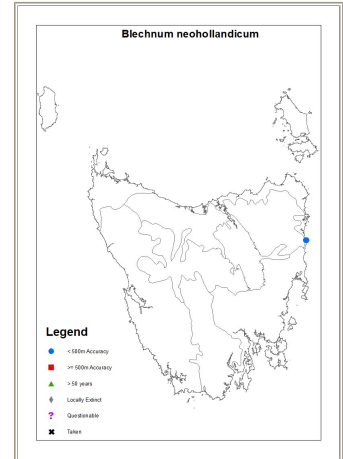 Blechnum neohollandicum
Legend
< 500m Accuracy
>= 500m Accuracy
> 50 years
Locally Extinct
? Questionable
Taken